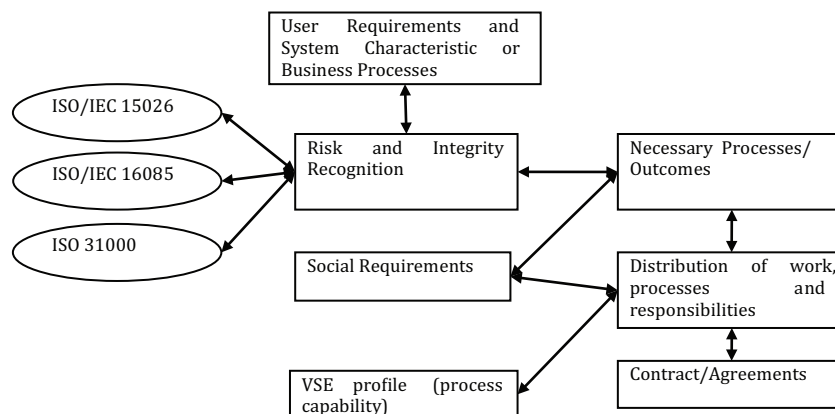 User Requirements and
System Characteristic or
Business Processes
ISO/IEC 15026
Risk and Integrity
Recognition
Necessary Processes/
Outcomes
ISO/IEC 16085
ISO 31000
Social Requirements
Distribution of work,
processes and
responsibilities
VSE profile (process
capability)
Contract/Agreements